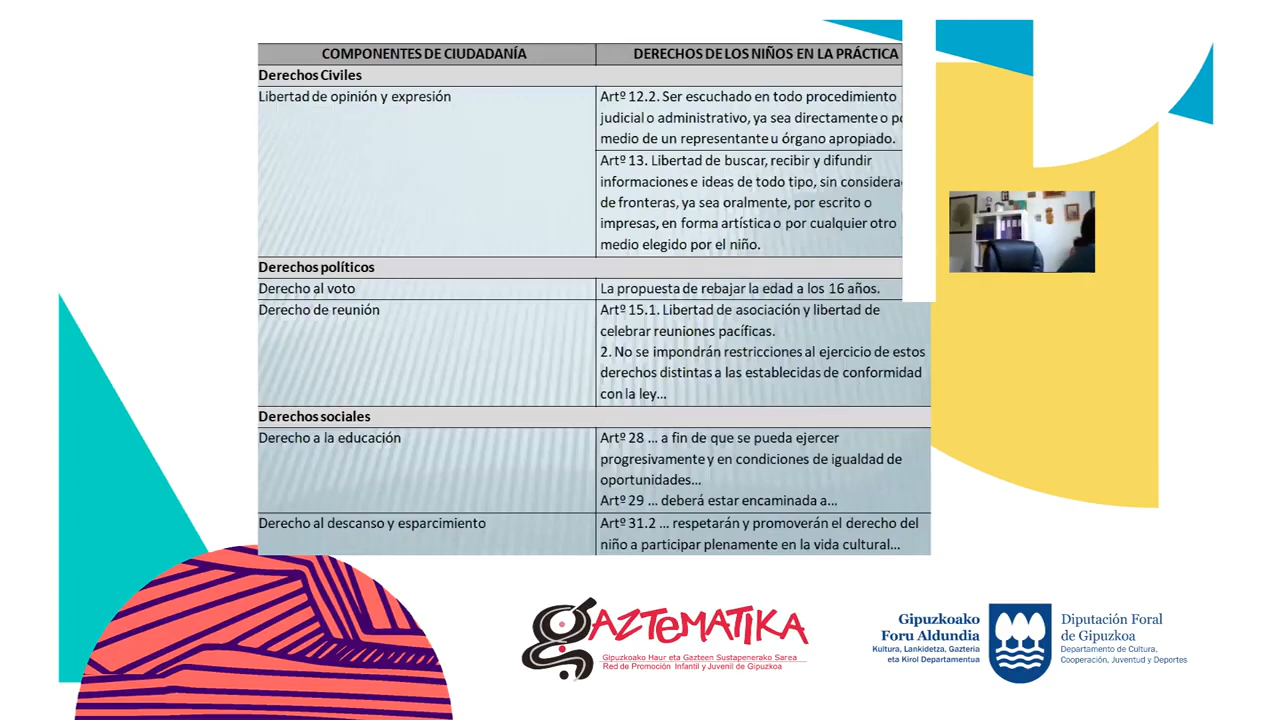 COMPONENTES DE CIUDADANÍA
DERECHOS DE LOS NIÑOS EN LA PRÁCTICA
Derechos Civiles
Libertad de opinión y expresión
Artº 12.2. Ser escuchado en todo procedimiento
judicial o administrativo, ya sea directamente o
medio de un representante u órgano apropiado.
Artº 13. Libertad de buscar, recibir y difundir
informaciones e ideas de todo tipo, sin
de fronteras, ya sea oralmente, por escrito o
impresas, en forma artística o por cualquier otro
medio elegido por el niño.
Derechos políticos
Derecho al voto
La propuesta de rebajar la edad a los 16 años.
Derecho de reunión
Artº 15.1. Libertad de asociación y libertad de
celebrar reuniones pacíficas.
2. No se impondrán restricciones al ejercicio de estos
derechos distintas a las establecidas de conformidad
con la ley...
Derechos sociales
Derecho a la educación
Artº 28 ... a fin de que se pueda ejercer
progresivamente y en condiciones de igualdad de
oportunidades...
Artº 29 ... deberá estar encaminada a...
Derecho al descanso y esparcimiento
Artº 31.2 ... respetarán y promoverán el derecho del
niño a participar plenamente en la vida cultural...
gAZTEMATIKA
Gipuzkoako Haur eta Gazteen Sustapenerako Sarea
Red de Promoción Infantil y Juvenil de Gipuzkoa
Gipuzkoako
Foru Aldundia
Kultura, Lankidetza, Gazteria
eta Kirol Departamentua
Diputación Foral
de Gipuzkoa
Departamento de Cultura,
Cooperación, Juventud y Deportes